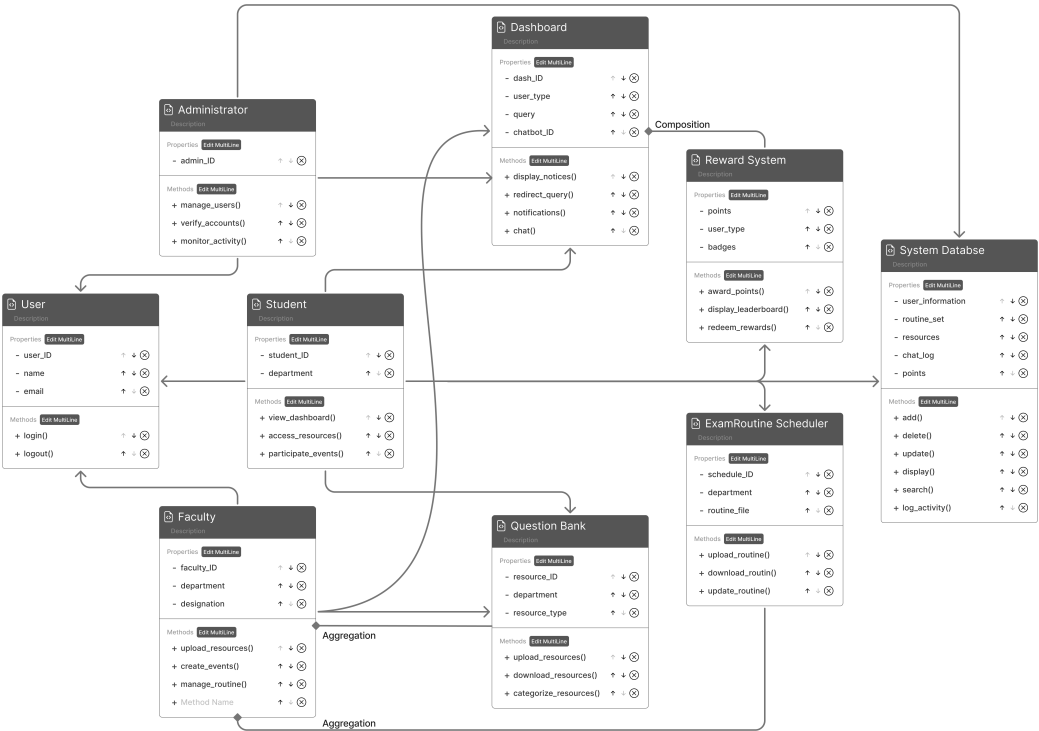 Dashboard
Description
Properties Edit MultiLine
- dash_ID
- user_type
- query
- chatbot_ID
Methods Edit MultiLine
+ display_notices()
+ redirect_query()
+ notifications()
+ chat()
Administrator
Description
Properties Edit MultiLine
- admin_ID
Methods Edit MultiLine
+ manage_users()
+ verify_accounts()
+ monitor_activity()
Composition
Reward System
Description
Properties Edit MultiLine
- points
- user_type
- badges
Methods Edit MultiLine
+ award_points()
+ display_leaderboard()
+ redeem_rewards()
System Databse
Description
Properties Edit MultiLine
- user_information
- routine_set
- resources
- chat_log
- points
Methods Edit MultiLine
+ add()
+ delete()
+ update()
+ display()
+ search()
+ log_activity()
User
Description
Properties Edit MultiLine
- user_ID
- name
- email
Methods Edit MultiLine
+ login()
+ logout()
Student
Description
Properties Edit MultiLine
- student_ID
- department
Methods Edit MultiLine
+ view_dashboard()
+ access_resources()
+ participate_events()
ExamRoutine Scheduler
Description
Properties Edit MultiLine
- schedule_ID
- department
- routine_file
Methods Edit MultiLine
+ upload_routine()
+ download_routin()
+ update_routine()
Faculty
Description
Properties Edit MultiLine
- faculty_ID
- department
- designation
Methods Edit MultiLine
+ upload_resources()
+ create_events()
+ manage_routine()
+ Method Name
Question Bank
Description
Properties Edit MultiLine
- resource_ID
- department
- resource_type
Methods Edit MultiLine
+ upload_resources()
+ download_resources()
+ categorize_resources()
Aggregation
Aggregation